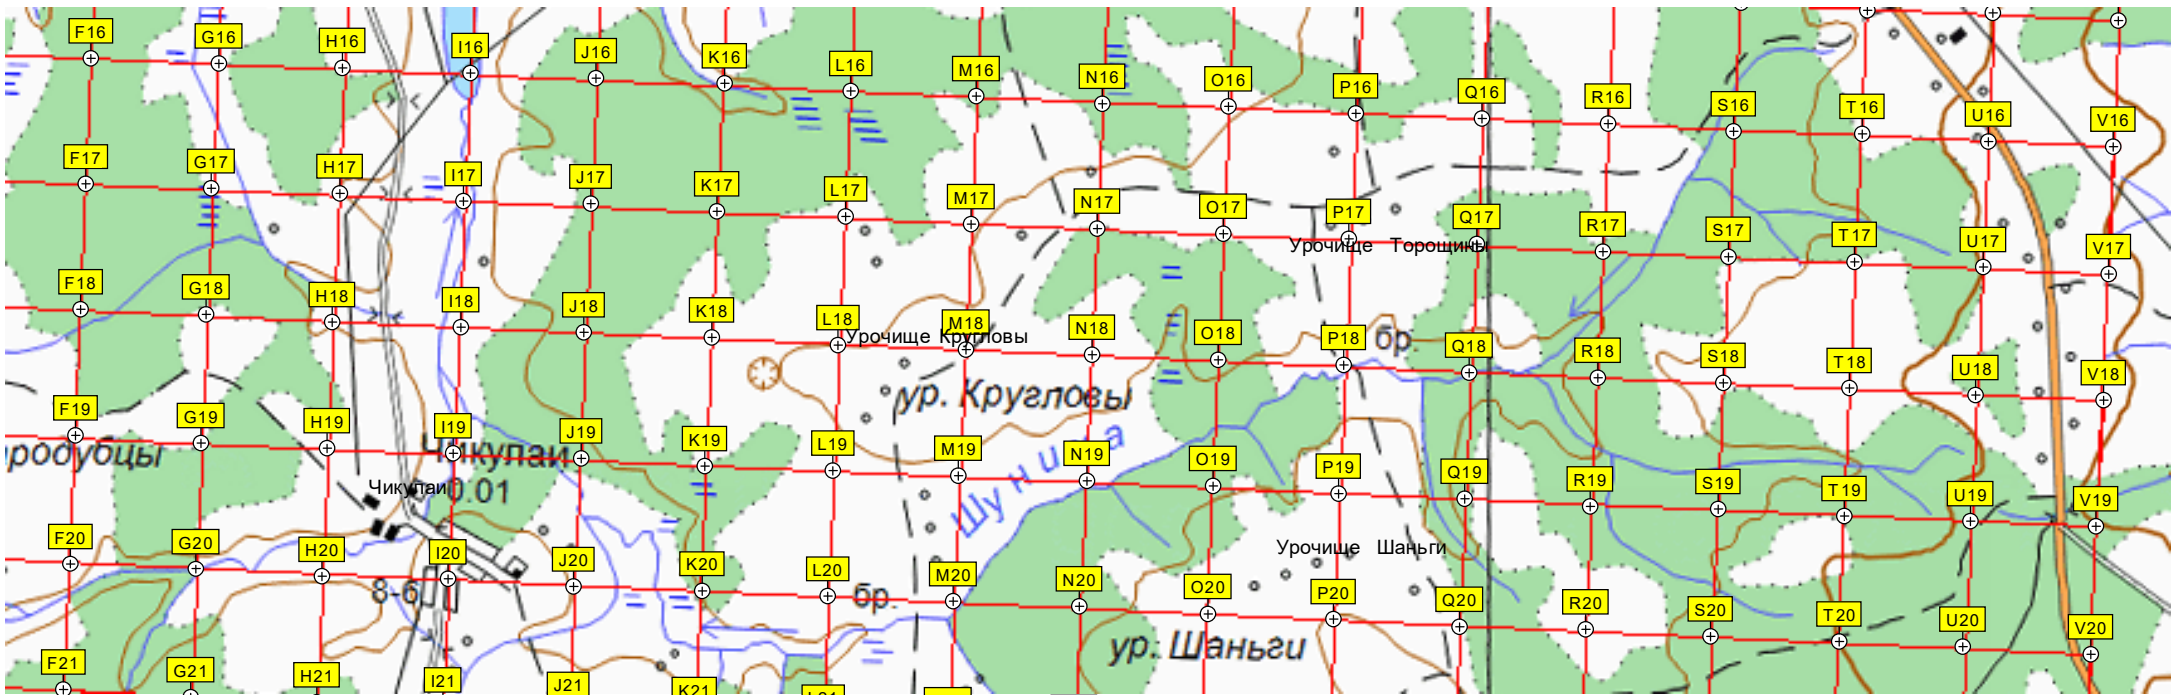 F16 G16 H16 I16 J16 K16 L16 M16 N16 O16 P16 Q16 R16 S16 T16 U16 V16
F17 G17 H17 I17 J17 K17 L17 M17 N17 O17 P17 Q17 R17 S17 T17 U17 V17
Урочище Торощины
F18 G18 H18 I18 J18 K18 L18 M18 N18 O18 P18 Q18 R18 S18 T18 U18 V18
Урочище Кругловы
бр
ур. Кругловы
F19 G19 H19 I19 J19 K19 L19 M19 N19 O19 P19 Q19 R19 S19 T19 U19 V19
родубцы
Чикулаи
Чикулаи
0.01
Шуница
Урочище Шаньги
F20 G20 H20 I20 J20 K20 L20 M20 N20 O20 P20 Q20 R20 S20 T20 U20 V20
8-6
бр.
ур. Шаньги
F21 G21 H21 I21 J21 K21